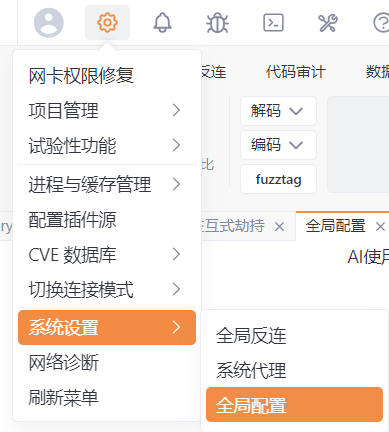 网卡权限修复
项目管理
试验性功能
进程与缓存管理
配置插件源
CVE 数据库
切换连接模式
系统设置
网络诊断
刷新菜单
反连
代码审计
数据
解码
编码
fuzztag
比
ry
互式劫持
全局配置
AI使用
全局反连
系统代理
全局配置